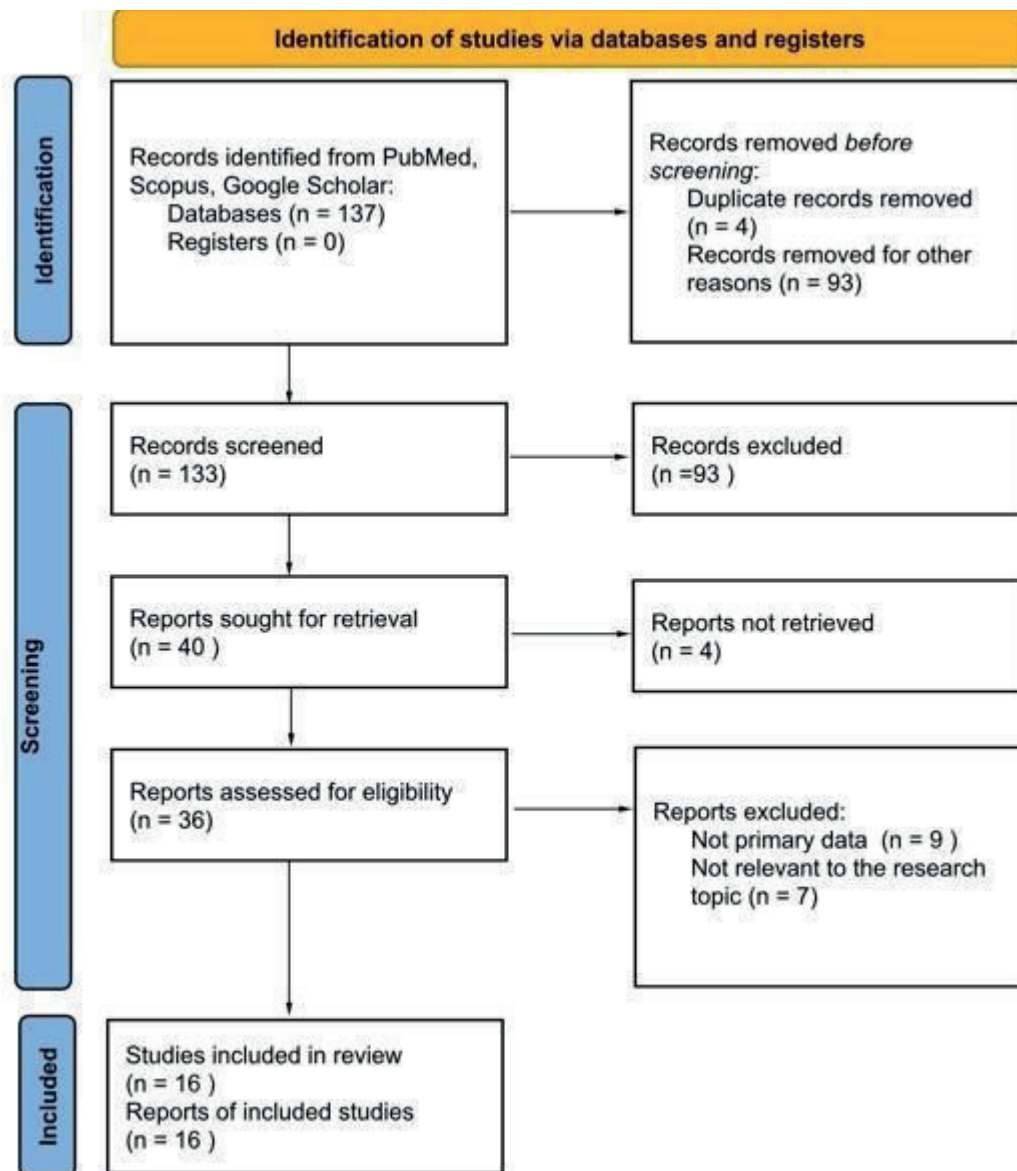 Identification of studies via databases and registers
Identification
Records identified from PubMed,
Scopus, Google Scholar:
Databases (n = 137)
Registers (n = 0)
Records removed before
screening:
Duplicate records removed
(n = 4)
Records removed for other
reasons (n = 93)
Screening
Records screened
(n = 133)
Records excluded
(n =93 )
Reports sought for retrieval
(n = 40 )
Reports not retrieved
(n = 4)
Reports assessed for eligibility
(n = 36)
Reports excluded:
Not primary data (n = 9 )
Not relevant to the research
topic (n = 7)
Included
Studies included in review
(n = 16 )
Reports of included studies
(n = 16 )